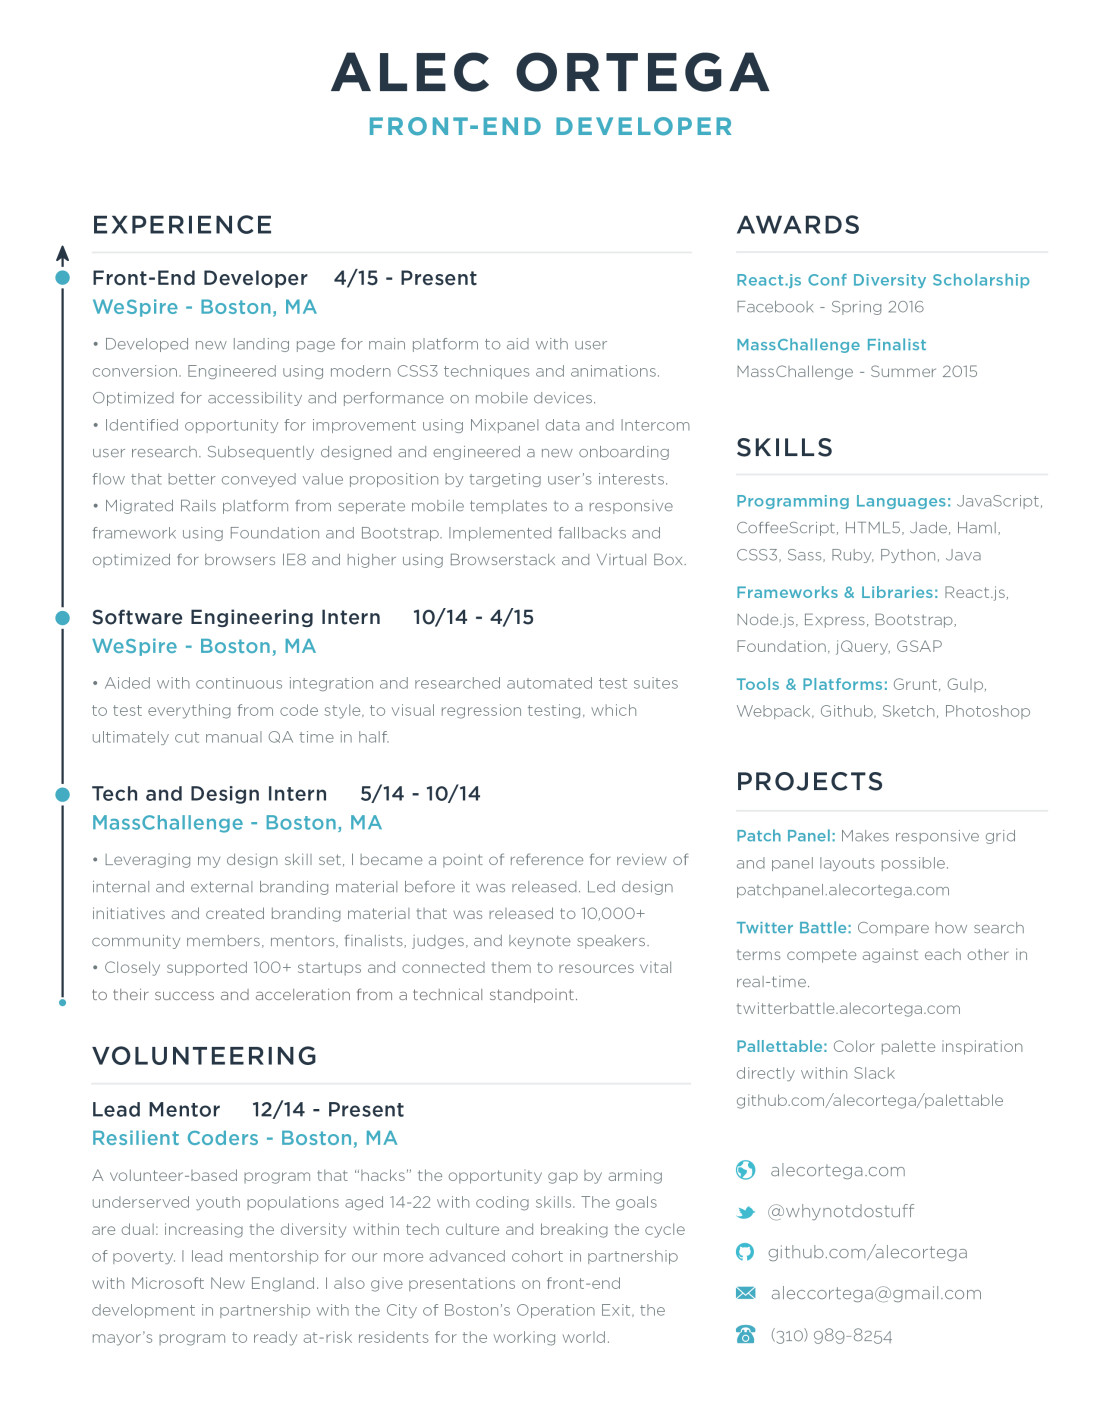 ALEC ORTEGA
FRONT-END DEVELOPER
EXPERIENCE
Front-End Developer 4/15 - Present
WeSpire - Boston, MA
• Developed new landing page for main platform to aid with user
conversion. Engineered using modern CSS3 techniques and animations.
Optimized for accessibility and performance on mobile devices.
• Identified opportunity for improvement using Mixpanel data and Intercom
user research. Subsequently designed and engineered a new onboarding
flow that better conveyed value proposition by targeting user's interests.
• Migrated Rails platform from seperate mobile templates to a responsive
framework using Foundation and Bootstrap. Implemented fallbacks and
optimized for browsers IE8 and higher using Browserstack and Virtual Box.
Software Engineering Intern 10/14 - 4/15
WeSpire - Boston, MA
• Aided with continuous integration and researched automated test suites
to test everything from code style, to visual regression testing, which
ultimately cut manual QA time in half.
Tech and Design Intern 5/14 - 10/14
MassChallenge - Boston, MA
• Leveraging my design skill set, I became a point of reference for review of
internal and external branding material before it was released. Led design
initiatives and created branding material that was released to 10,000+
community members, mentors, finalists, judges, and keynote speakers.
• Closely supported 100+ startups and connected them to resources vital
to their success and acceleration from a technical standpoint.
VOLUNTEERING
Lead Mentor 12/14 - Present
Resilient Coders - Boston, MA
A volunteer-based program that “hacks” the opportunity gap by arming
underserved youth populations aged 14-22 with coding skills. The goals
are dual: increasing the diversity within tech culture and breaking the cycle
of poverty. I lead mentorship for our more advanced cohort in partnership
with Microsoft New England. I also give presentations on front-end
development in partnership with the City of Boston's Operation Exit, the
mayor's program to ready at-risk residents for the working world.
AWARDS
React.js Conf Diversity Scholarship
Facebook - Spring 2016
MassChallenge Finalist
MassChallenge - Summer 2015
SKILLS
Programming Languages: JavaScript,
CoffeeScript, HTML5, Jade, Haml,
CSS3, Sass, Ruby, Python, Java
Frameworks & Libraries: React.js,
Node.js, Express, Bootstrap,
Foundation, jQuery, GSAP
Tools & Platforms: Grunt, Gulp,
Webpack, Github, Sketch, Photoshop
PROJECTS
Patch Panel: Makes responsive grid
and panel layouts possible.
patchpanel.alecortega.com
Twitter Battle: Compare how search
terms compete against each other in
real-time.
twitterbattle.alecortega.com
Pallettable: Color palette inspiration
directly within Slack
github.com/alecortega/palettable
alecortega.com
@whynotdostuff
github.com/alecortega
aleccortega@gmail.com
(310) 989-8254